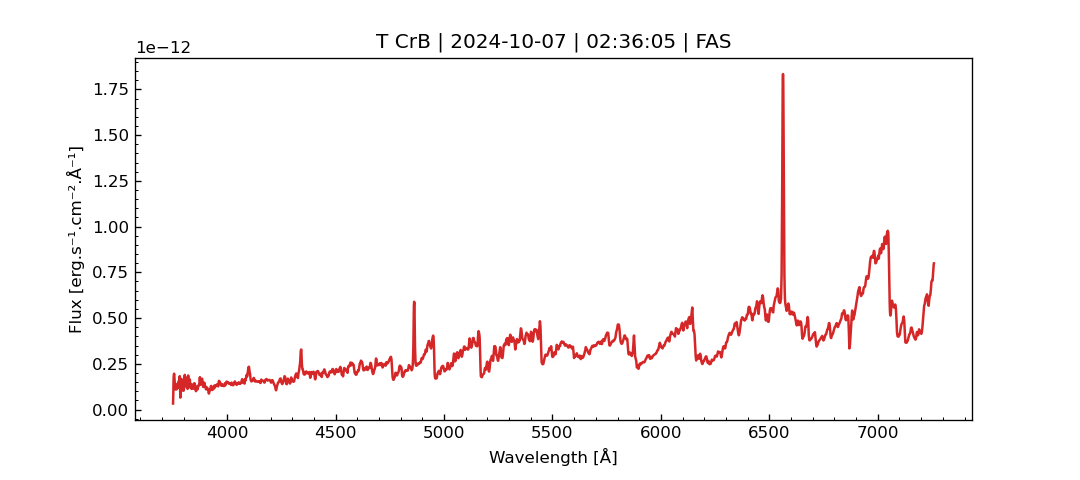 T CrB | 2024-10-07 | 02:36:05 | FAS
1e−12
1.75
1.50
1.25
1.00
0.75
0.50
0.25
0.00
Flux [erg.s⁻¹.cm⁻².Å⁻¹]
4000 4500 5000 5500 6000 6500 7000
Wavelength [Å]